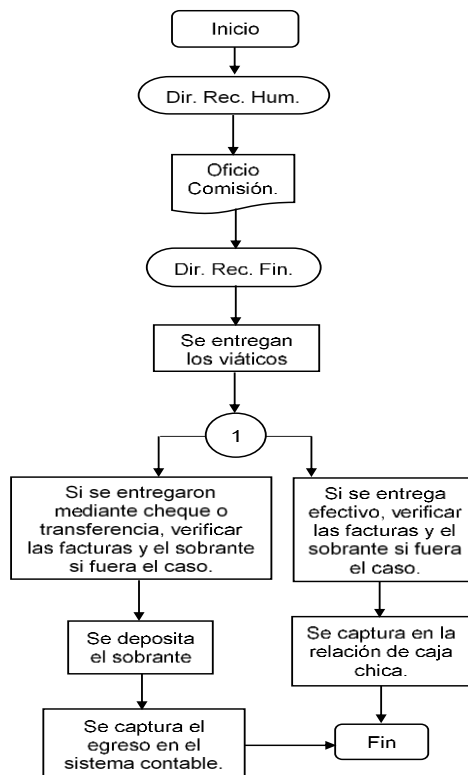 Inicio
Dir. Rec. Hum.
Oficio
Comisión.
Dir. Rec. Fin.
Se entregan
los viáticos
1
Si se entregaron
mediante cheque o
transferencia, verificar
las facturas y el sobrante
si fuera el caso.
Si se entrega
efectivo, verificar
las facturas y el
sobrante si fuera
el caso.
Se deposita
el sobrante
Se captura en la
relación de caja
chica.
Se captura el
egreso en el
sistema contable.
Fin